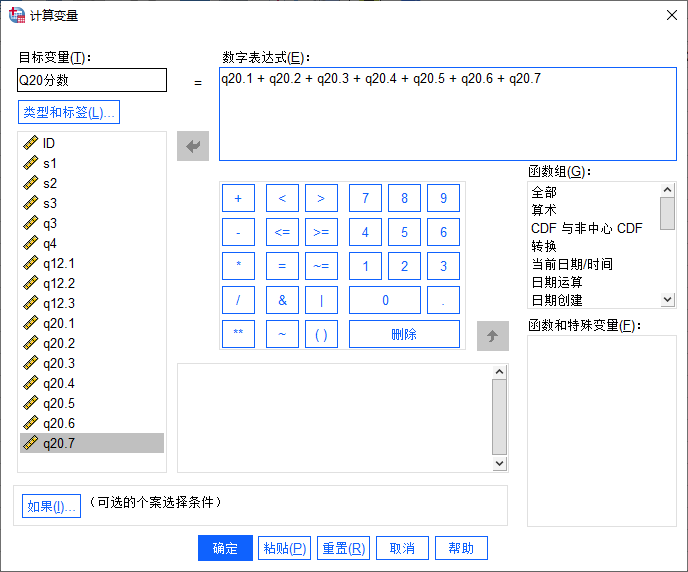 计算变量
目标变量(T):
Q20分数
=
数字表达式(E):
q20.1 + q20.2 + q20.3 + q20.4 + q20.5 + q20.6 + q20.7
类型和标签(L)...
ID
s1
s2
s3
q3
q4
q12.1
q12.2
q12.3
q20.1
q20.2
q20.3
q20.4
q20.5
q20.6
q20.7
+ < > 7 8 9
- <= >= 4 5 6
* = ~= 1 2 3
/ & | 0 .
** ~ ( ) 删除
函数组(G):
全部
算术
CDF 与非中心 CDF
转换
当前日期/时间
日期运算
日期创建
函数和特殊变量(F):
如果(I)... (可选的个案选择条件)
确定 粘贴(P) 重置(R) 取消 帮助